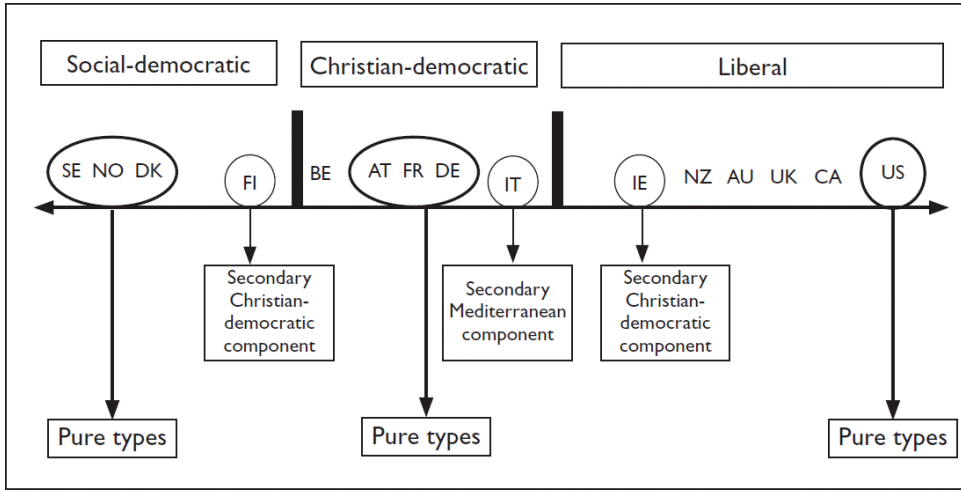 Social-democratic
Christian-democratic
Liberal
SE NO DK
FI
BE
AT FR DE
IT
IE
NZ AU UK CA
US
Secondary
Christian-
democratic
component
Secondary
Mediterranean
component
Secondary
Christian-
democratic
component
Pure types
Pure types
Pure types